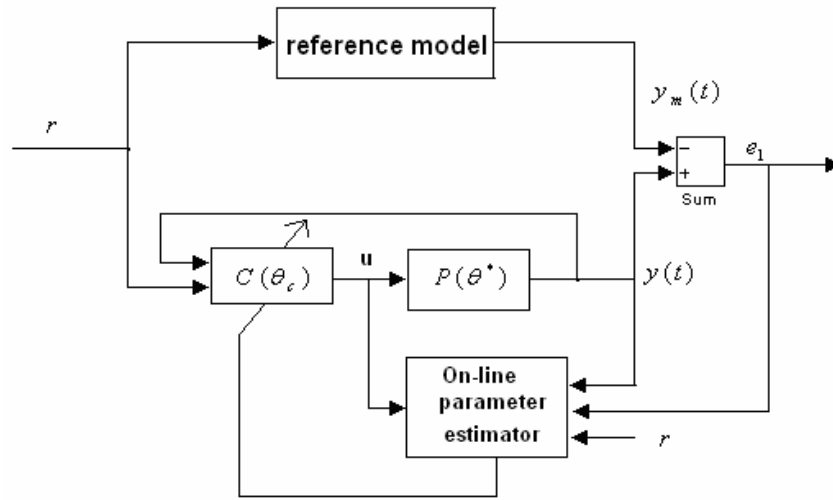 reference model
y_m(t)
r
−
e_1
+
Sum
C(θ_c)
u
P(θ*)
y(t)
On-line
parameter
estimator
r